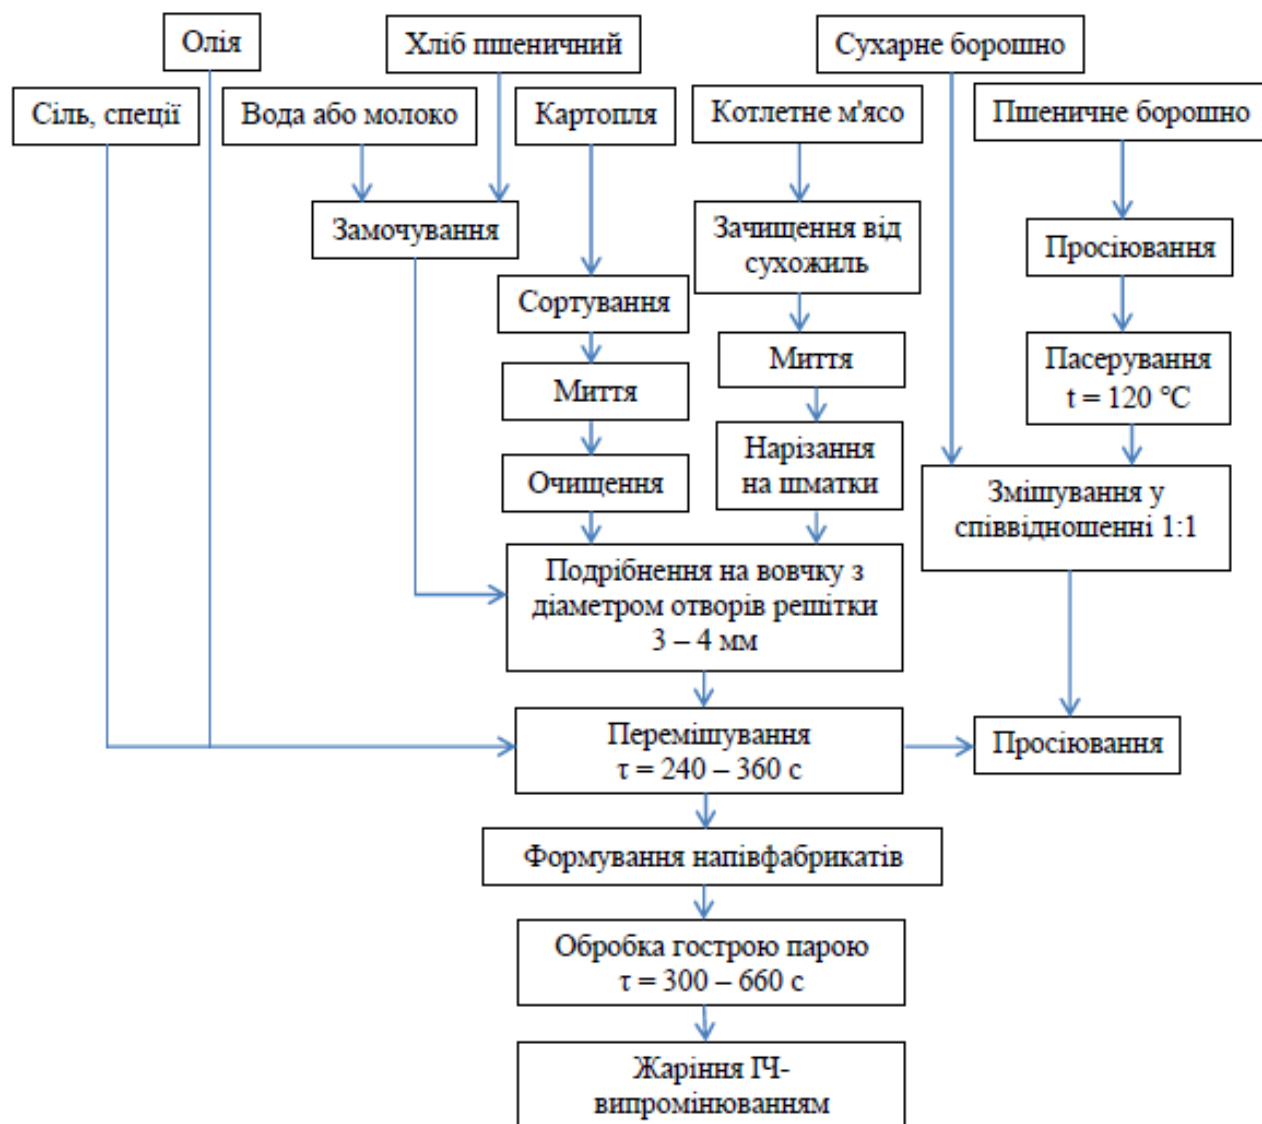 Олія
Хліб пшеничний
Сухарне борошно
Сіль, спеції
Вода або молоко
Картопля
Котлетне м'ясо
Пшеничне борошно
Замочування
Зачищення від
сухожиль
Просіювання
Сортування
Миття
Пасерування
t = 120 °C
Миття
Нарізання
на шматки
Очищення
Змішування у
співвідношенні 1:1
Подрібнення на вовчку з
діаметром отворів решітки
3 – 4 мм
Перемішування
τ = 240 – 360 с
Просіювання
Формування напівфабрикатів
Обробка гострою парою
τ = 300 – 660 с
Жаріння ІЧ-
випромінюванням